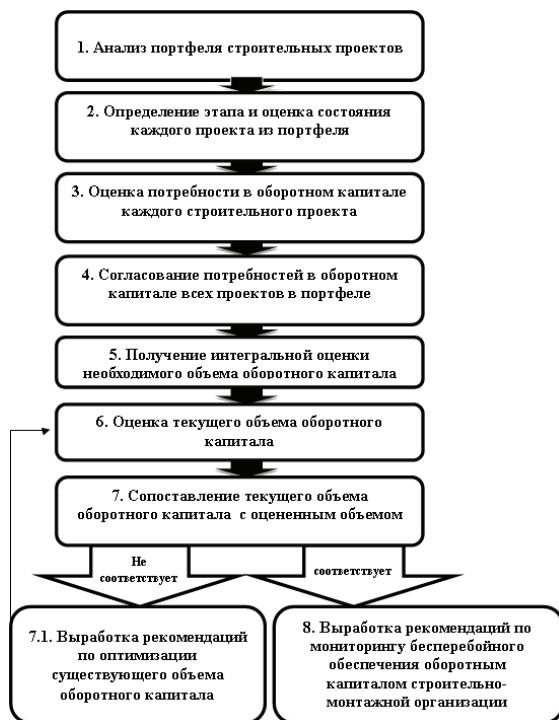 1. Анализ портфеля строительных проектов
2. Определение этапа и оценка состояния
каждого проекта из портфеля
3. Оценка потребности в оборотном капитале
каждого строительного проекта
4. Согласование потребностей в оборотном
капитале всех проектов в портфеле
5. Получение интегральной оценки
необходимого объема оборотного капитала
6. Оценка текущего объема оборотного
капитала
7. Сопоставление текущего объема
оборотного капитала с оцененным объемом
Не
соответствует
соответствует
7.1. Выработка рекомендаций
по оптимизации
существующего объема
оборотного капитала
8. Выработка рекомендаций по
мониторингу бесперебойного
обеспечения оборотным
капиталом строительно-
монтажной организации